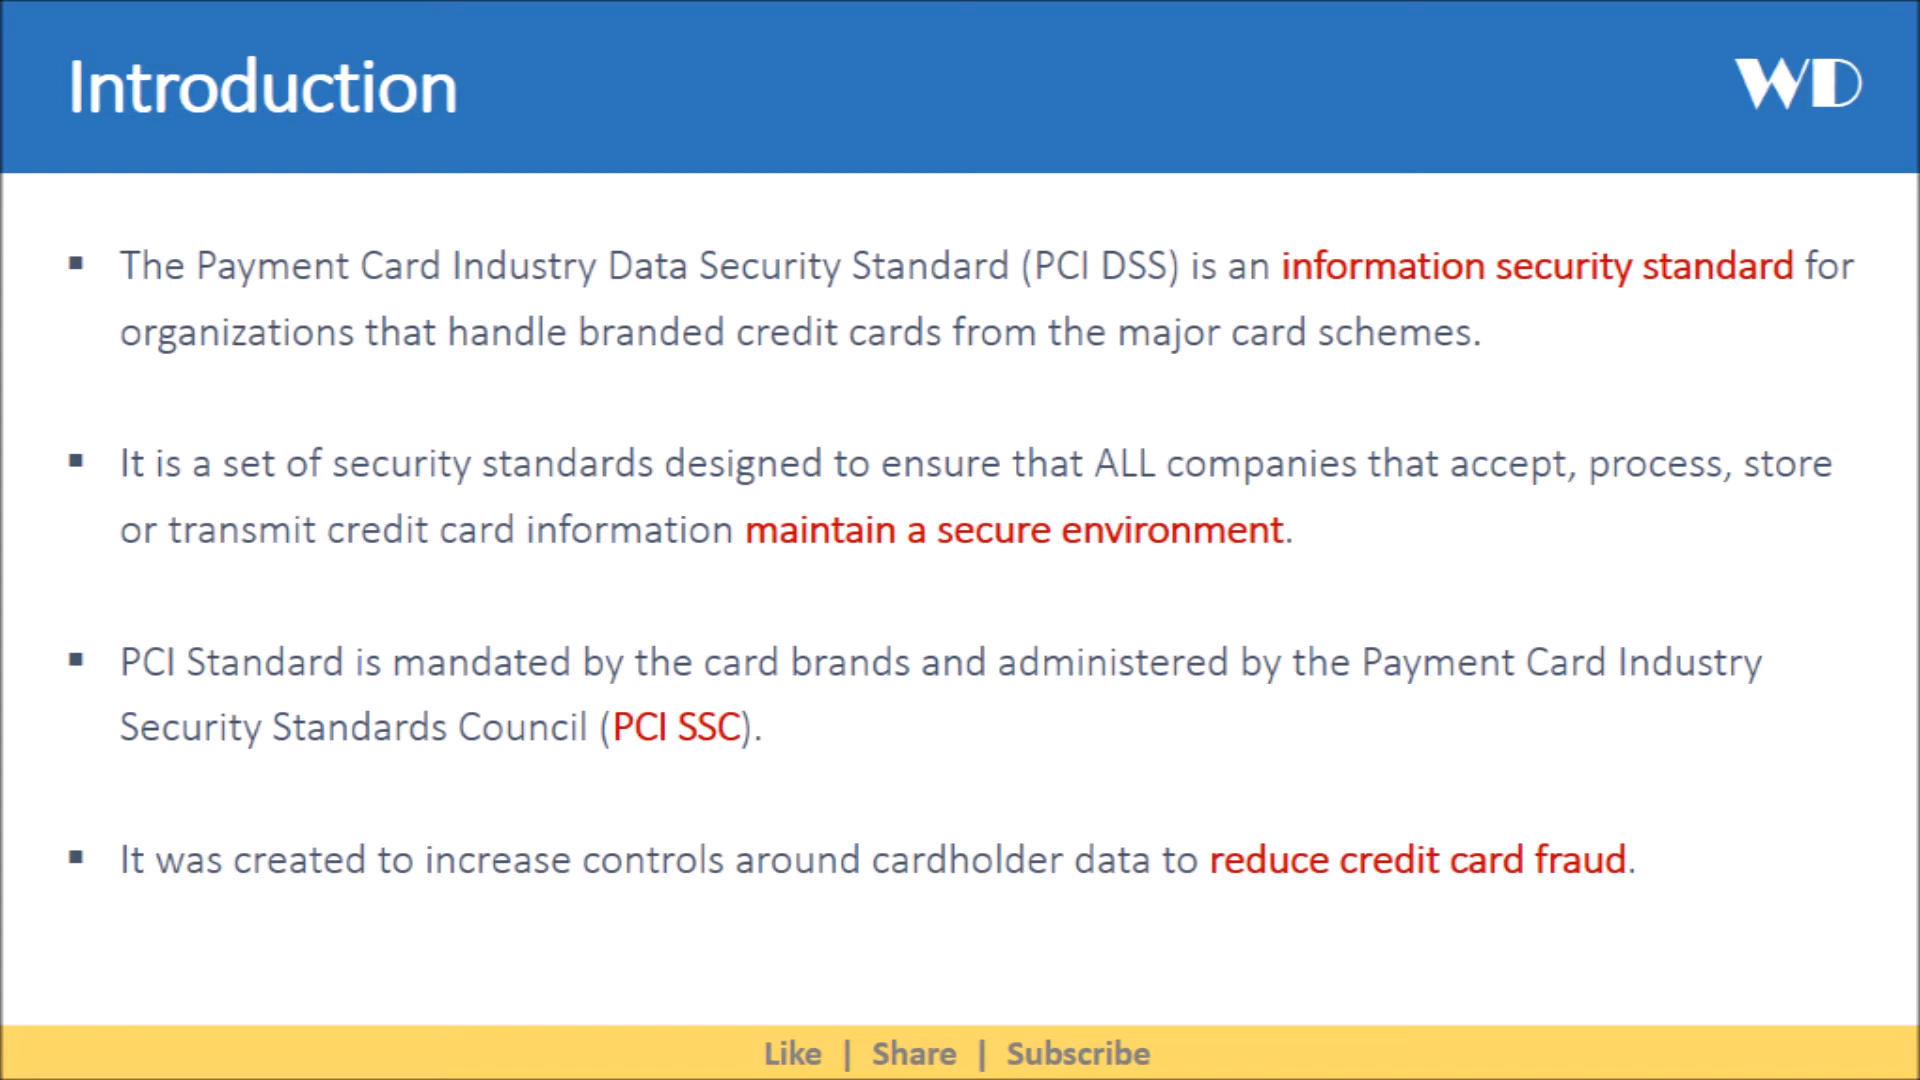 Introduction
WD
▪ The Payment Card Industry Data Security Standard (PCI DSS) is an information security standard for
organizations that handle branded credit cards from the major card schemes.
▪ It is a set of security standards designed to ensure that ALL companies that accept, process, store
or transmit credit card information maintain a secure environment.
▪ PCI Standard is mandated by the card brands and administered by the Payment Card Industry
Security Standards Council (PCI SSC).
▪ It was created to increase controls around cardholder data to reduce credit card fraud.
Like | Share | Subscribe